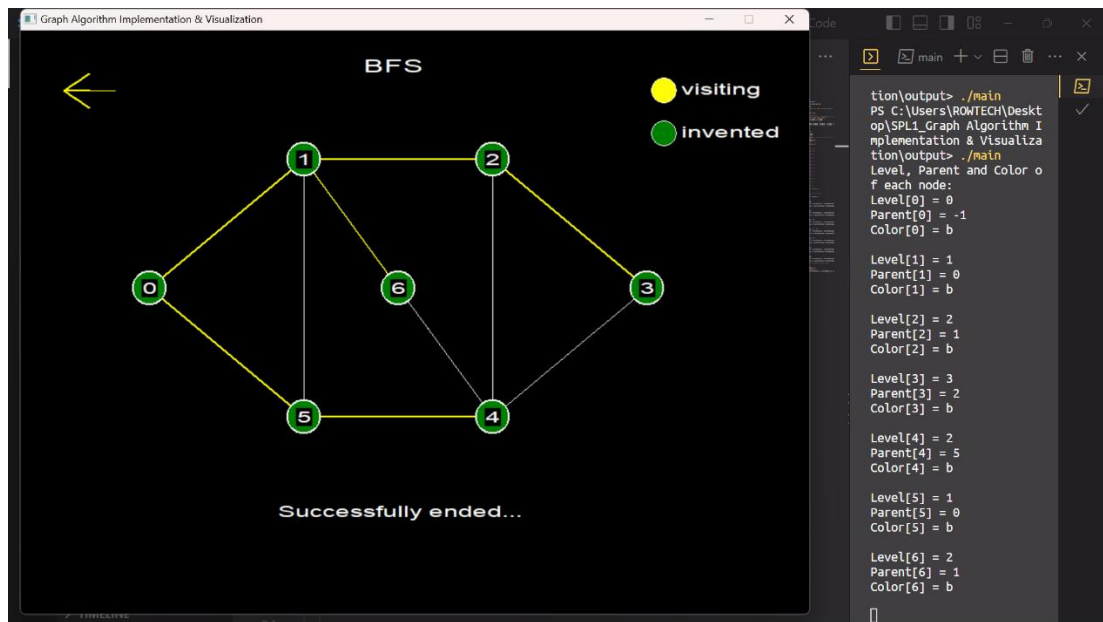 Graph Algorithm Implementation & Visualization
Code
BFS
visiting
invented
1
2
0
6
3
5
4
Successfully ended...
main
tion\output> ./main
PS C:\Users\ROWTECH\Deskt
op\SPL1_Graph Algorithm I
mplementation & Visualiza
tion\output> ./main
Level, Parent and Color o
f each node:
Level[0] = 0
Parent[0] = -1
Color[0] = b
Level[1] = 1
Parent[1] = 0
Color[1] = b
Level[2] = 2
Parent[2] = 1
Color[2] = b
Level[3] = 3
Parent[3] = 2
Color[3] = b
Level[4] = 2
Parent[4] = 5
Color[4] = b
Level[5] = 1
Parent[5] = 0
Color[5] = b
Level[6] = 2
Parent[6] = 1
Color[6] = b
TIMELINE